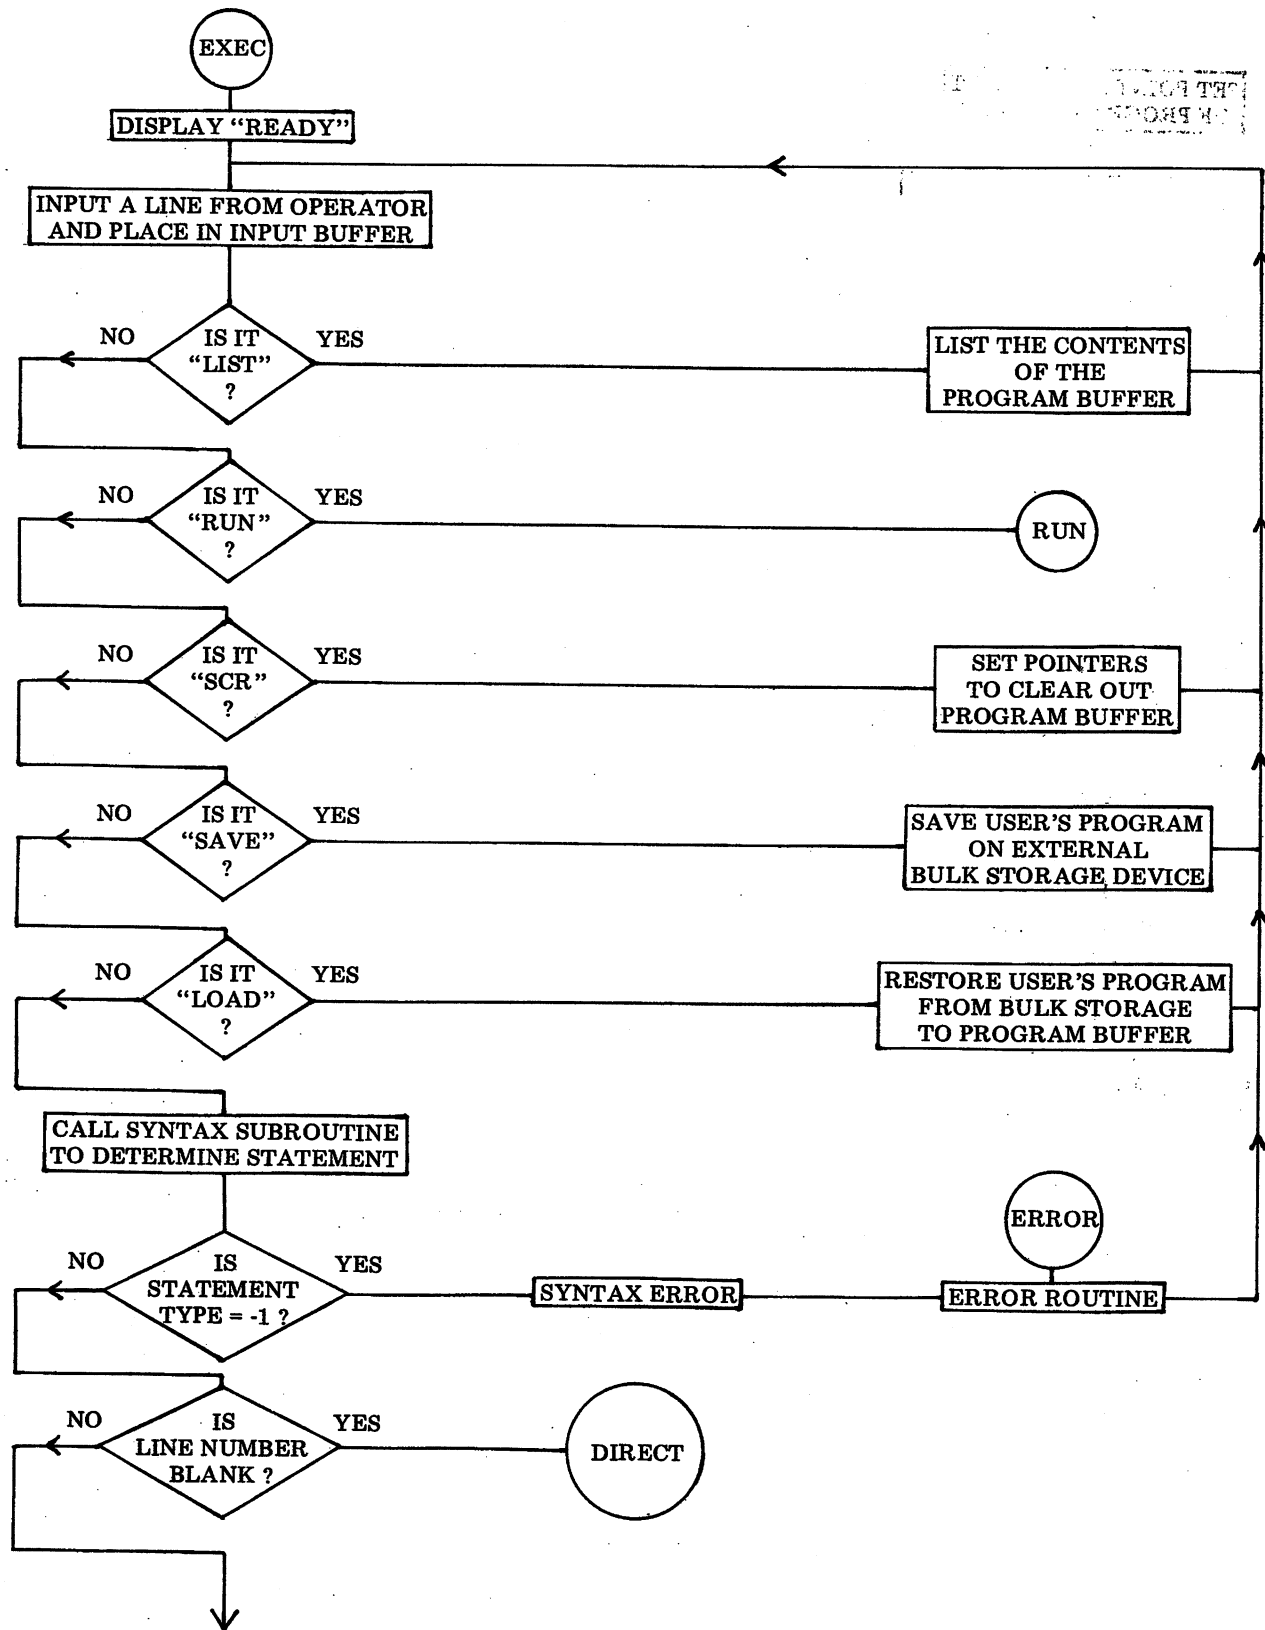 EXEC
DISPLAY “READY”
INPUT A LINE FROM OPERATOR
AND PLACE IN INPUT BUFFER
NO
IS IT
“LIST”
?
YES
LIST THE CONTENTS
OF THE
PROGRAM BUFFER
NO
IS IT
“RUN”
?
YES
RUN
NO
IS IT
“SCR”
?
YES
SET POINTERS
TO CLEAR OUT
PROGRAM BUFFER
NO
IS IT
“SAVE”
?
YES
SAVE USER'S PROGRAM
ON EXTERNAL
BULK STORAGE DEVICE
NO
IS IT
“LOAD”
?
YES
RESTORE USER'S PROGRAM
FROM BULK STORAGE
TO PROGRAM BUFFER
CALL SYNTAX SUBROUTINE
TO DETERMINE STATEMENT
NO
IS
STATEMENT
TYPE = -1 ?
YES
SYNTAX ERROR
ERROR
ERROR ROUTINE
NO
IS
LINE NUMBER
BLANK ?
YES
DIRECT